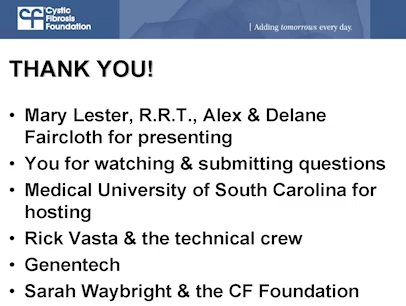 CF
Cystic
Fibrosis
Foundation
| Adding tomorrows every day.
THANK YOU!
• Mary Lester, R.R.T., Alex & Delane
Faircloth for presenting
• You for watching & submitting questions
• Medical University of South Carolina for
hosting
• Rick Vasta & the technical crew
• Genentech
• Sarah Waybright & the CF Foundation